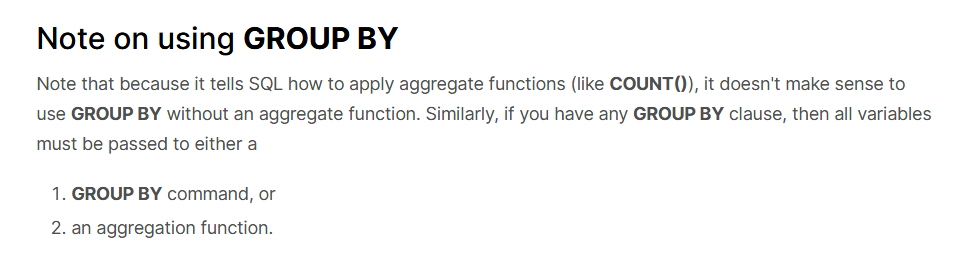 Note on using GROUP BY
Note that because it tells SQL how to apply aggregate functions (like COUNT()), it doesn't make sense to
use GROUP BY without an aggregate function. Similarly, if you have any GROUP BY clause, then all variables
must be passed to either a
1. GROUP BY command, or
2. an aggregation function.